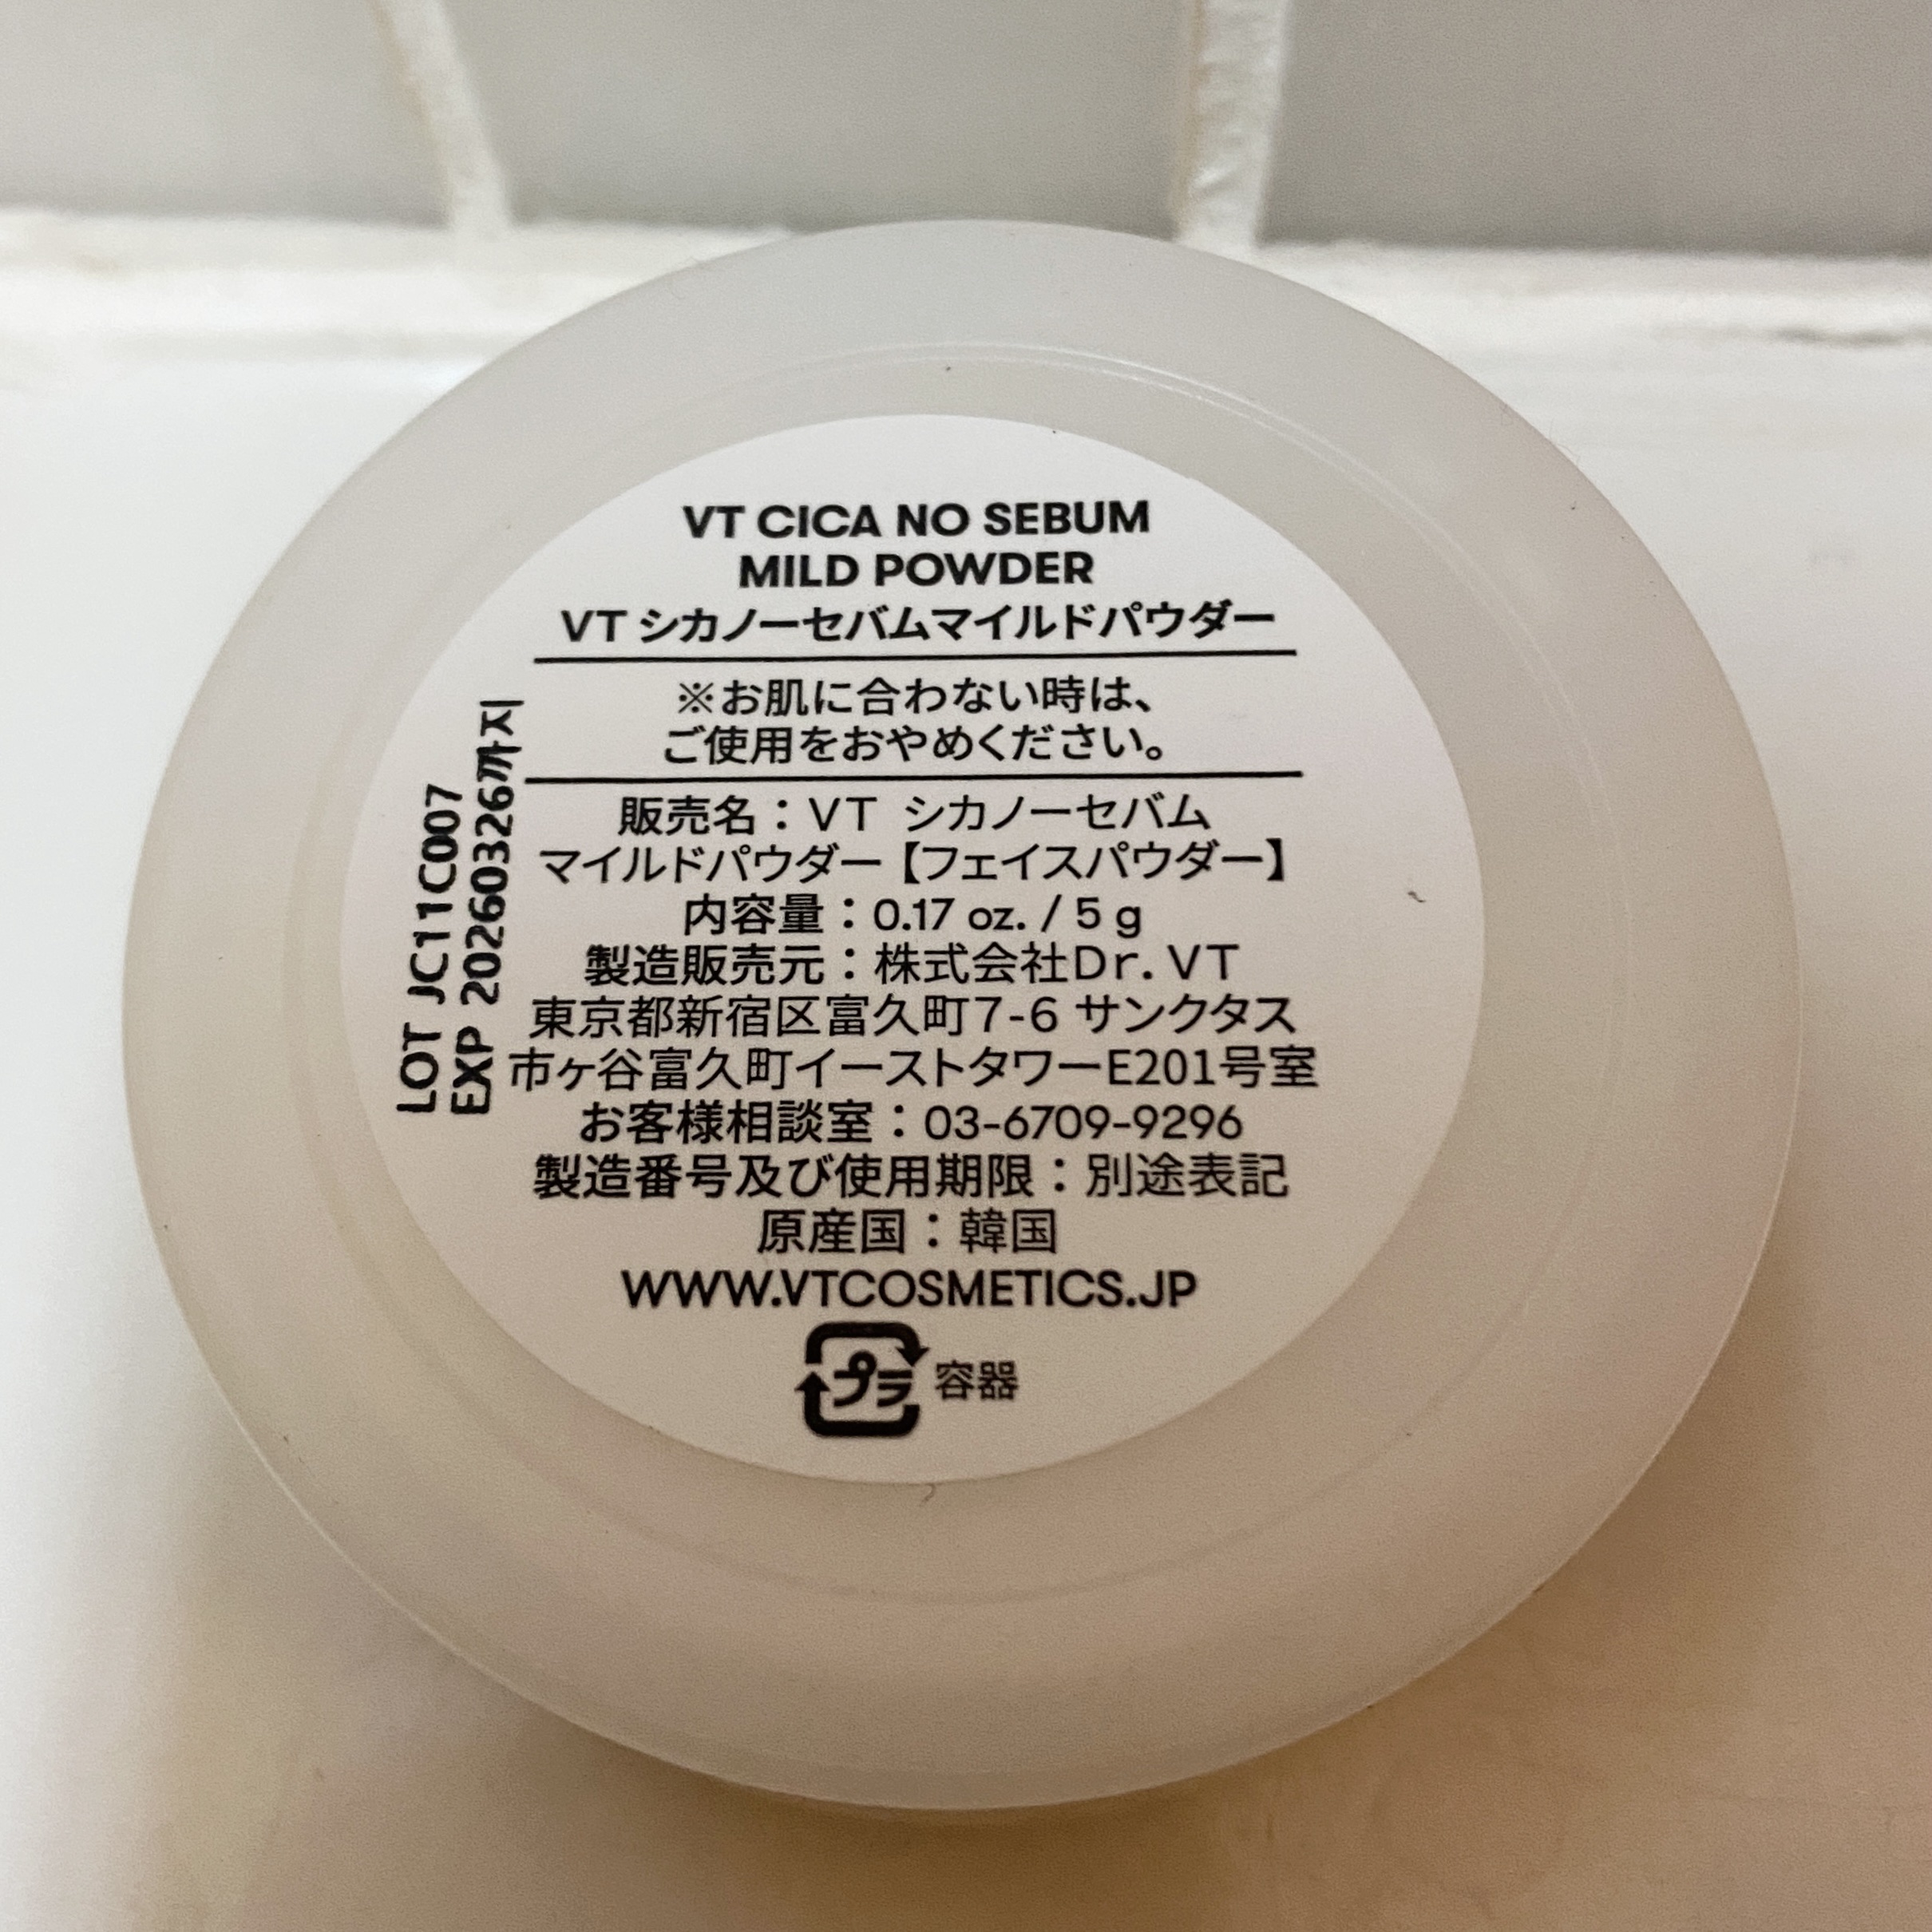 VT CICA NO SEBUM
MILD POWDER
VT シカノーセバムマイルドパウダー
※お肌に合わない時は、
ご使用をおやめください。
販売名：VT シカノーセバム
マイルドパウダー【フェイスパウダー】
内容量：0.17 oz. / 5 g
製造販売元：株式会社Dr.VT
東京都新宿区富久町7-6 サンクタス
市ヶ谷富久町イーストタワーE201号室
お客様相談室：03-6709-9296
製造番号及び使用期限：別途表記
原産国：韓国
WWW.VTCOSMETICS.JP
プラ 容器
LOT JC11C007
EXP 20260326까지